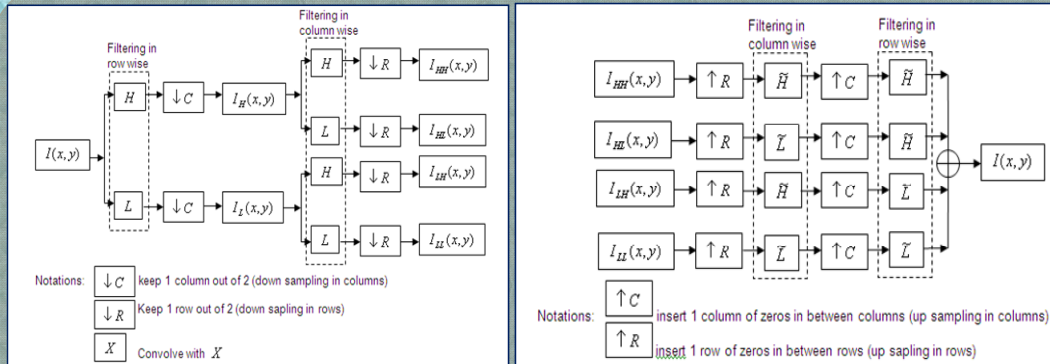 Filtering in
row wise
Filtering in
column wise
H ↓R I_HH(x,y)
H ↓C I_H(x,y)
L ↓R I_HL(x,y)
I(x,y)
H ↓R I_LH(x,y)
L ↓C I_L(x,y)
L ↓R I_LL(x,y)
Notations: ↓C keep 1 column out of 2 (down sampling in columns)
↓R Keep 1 row out of 2 (down sapling in rows)
X Convolve with X
Filtering in
column wise
Filtering in
row wise
I_HH(x,y) ↑R H̃ ↑C H̃
I_HL(x,y) ↑R L̃ ↑C H̃
I(x,y)
I_LH(x,y) ↑R H̃ ↑C L̃
I_LL(x,y) ↑R L̃ ↑C L̃
Notations: ↑C insert 1 column of zeros in between columns (up sampling in columns)
↑R insert 1 row of zeros in between rows (up sapling in rows)